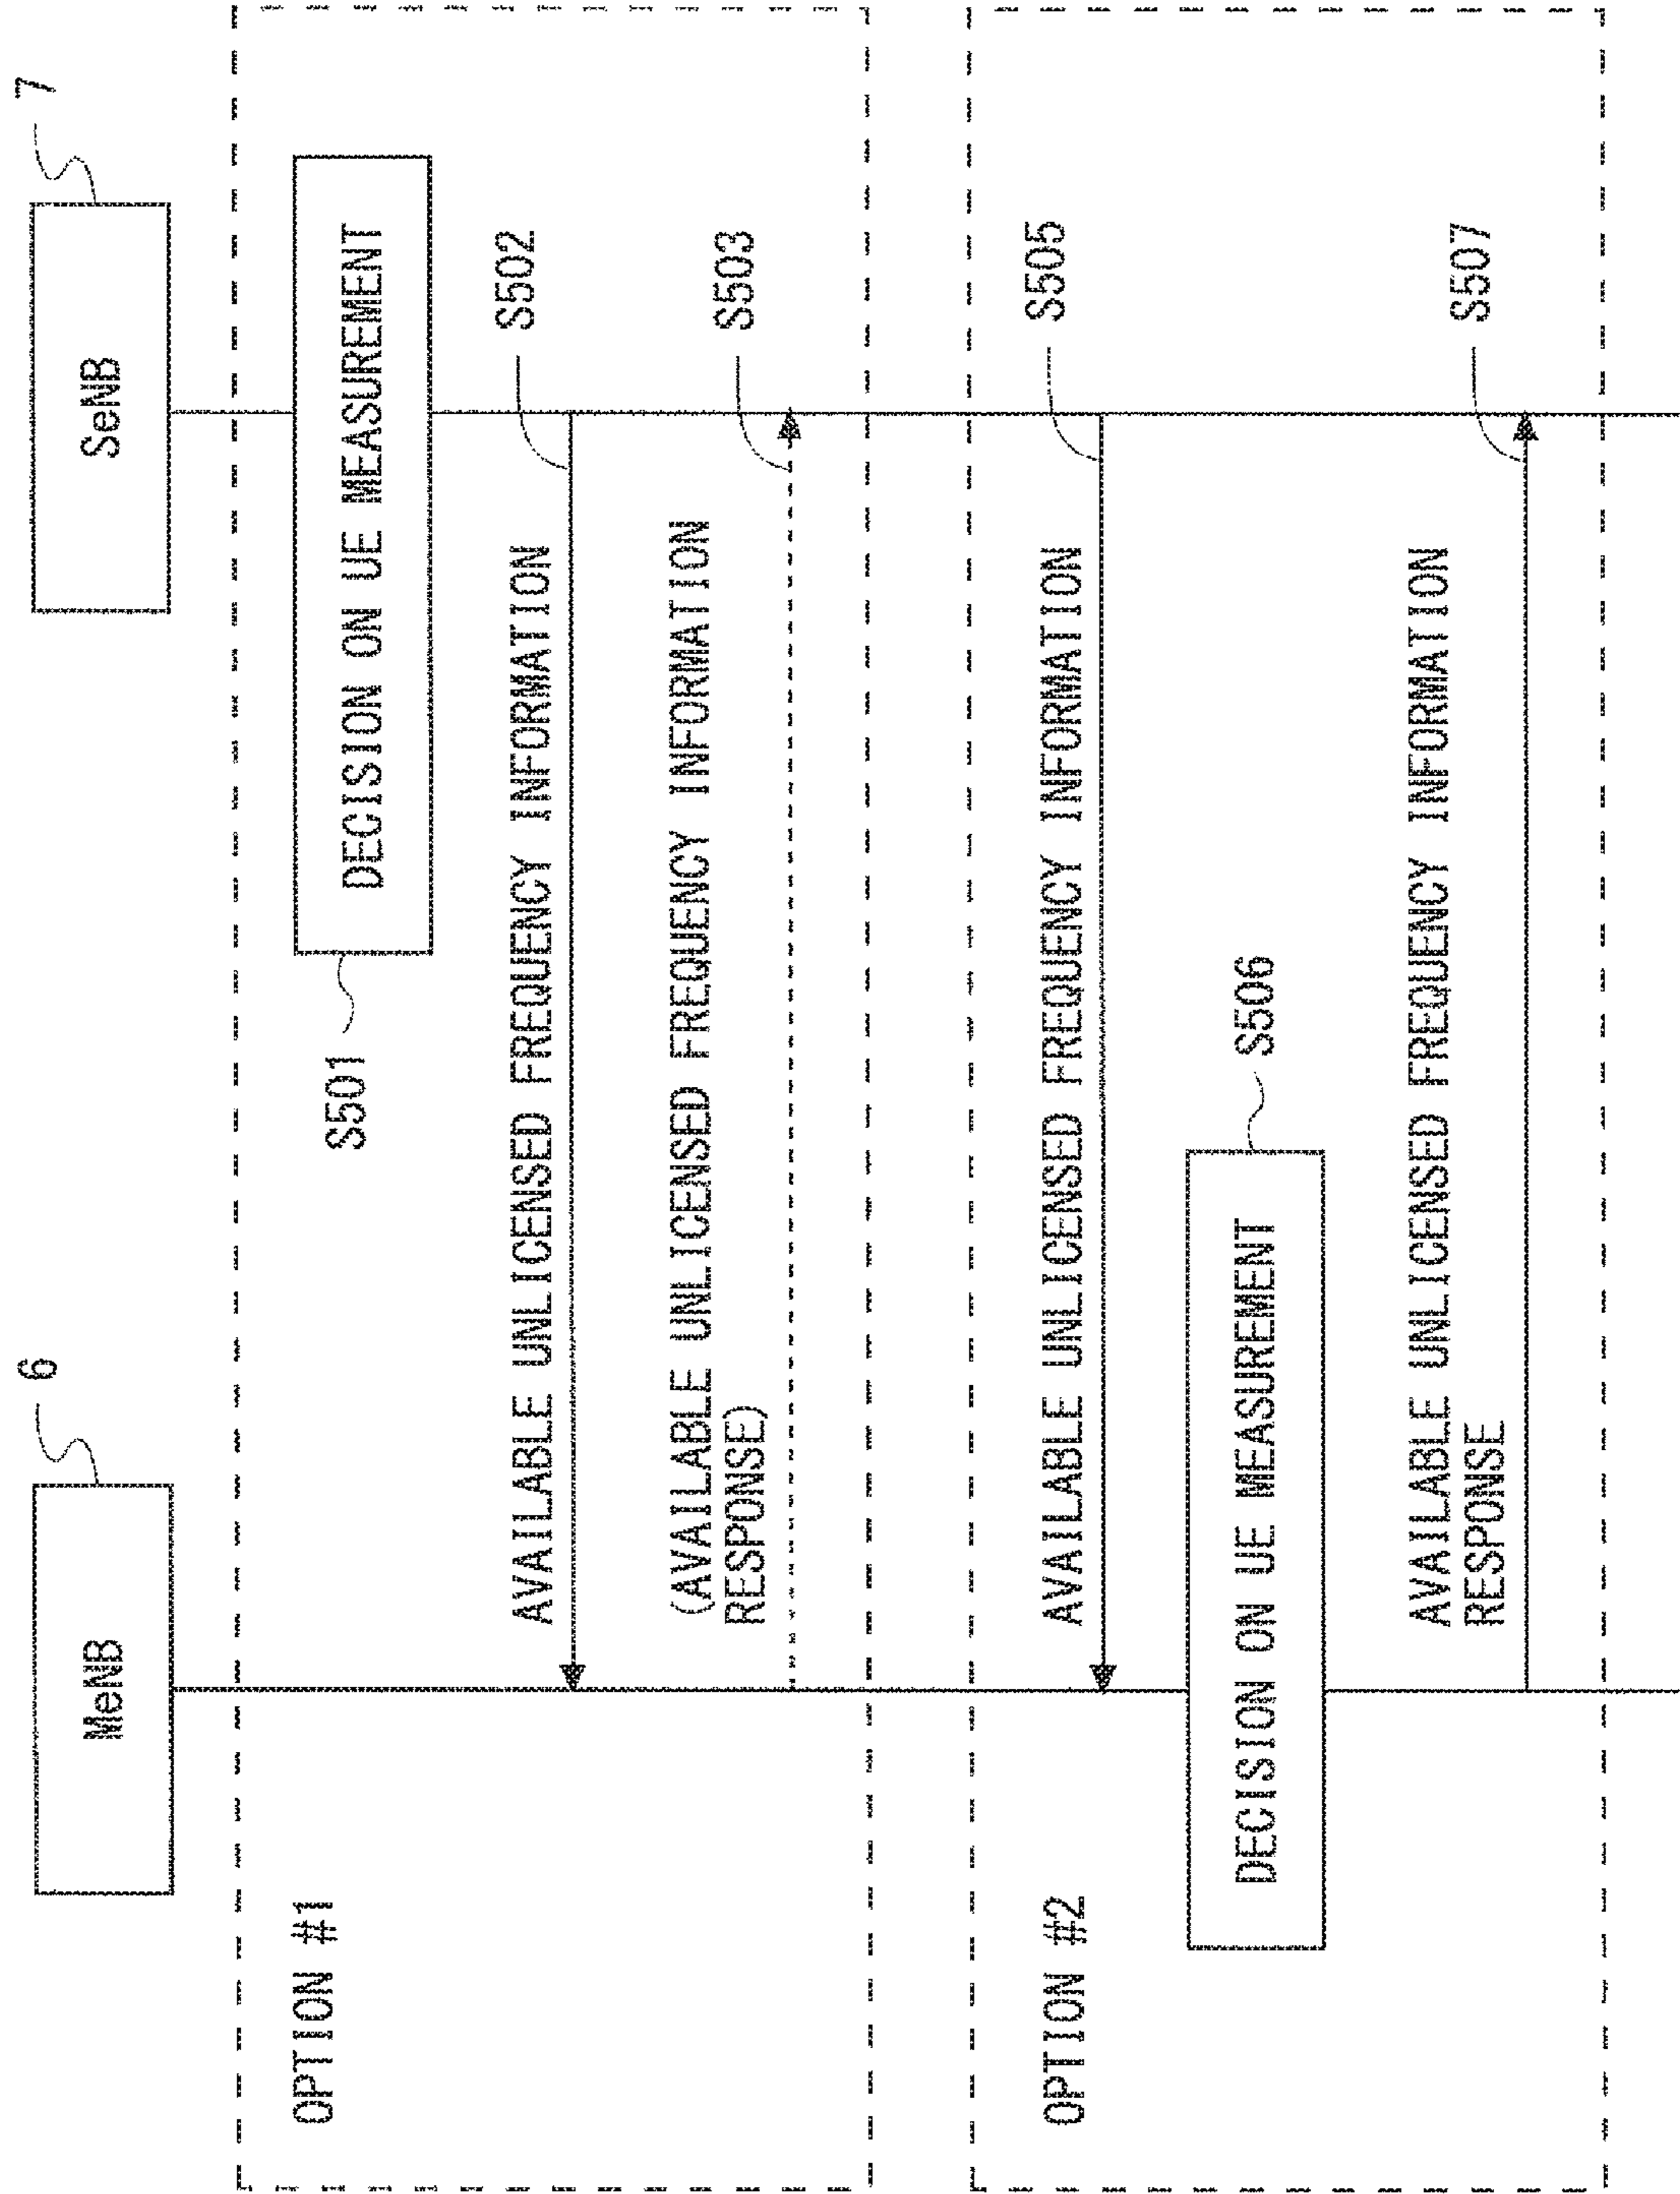 6
7
MeNB
SeNB
OPTION #1
S501
DECISION ON UE MEASUREMENT
AVAILABLE UNLICENSED FREQUENCY INFORMATION
S502
(AVAILABLE UNLICENSED FREQUENCY INFORMATION
RESPONSE)
S503
OPTION #2
AVAILABLE UNLICENSED FREQUENCY INFORMATION
S505
DECISION ON UE MEASUREMENT
S506
AVAILABLE UNLICENSED FREQUENCY INFORMATION
RESPONSE
S507